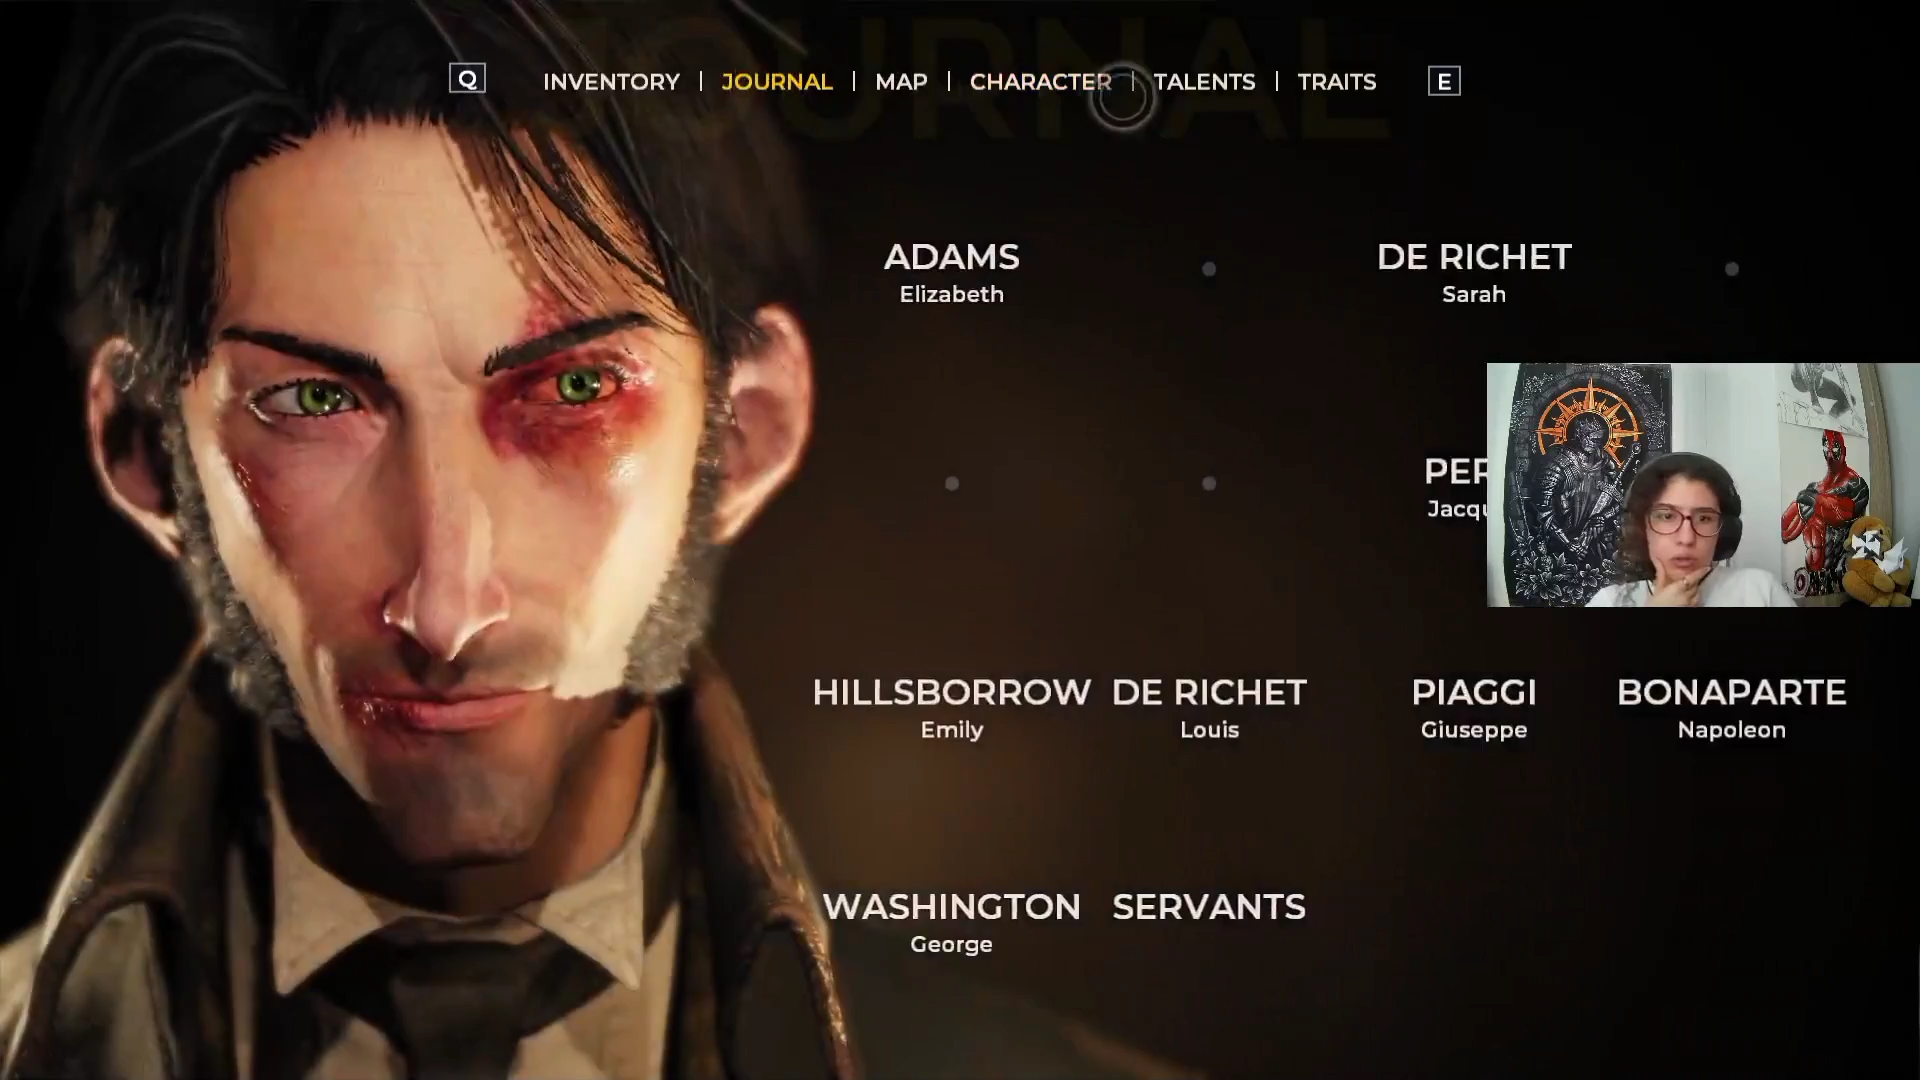 JOURNAL
Q INVENTORY | JOURNAL | MAP | CHARACTER | TALENTS | TRAITS E
ADAMS
Elizabeth
DE RICHET
Sarah
HILLSBORROW
Emily
DE RICHET
Louis
PIAGGI
Giuseppe
BONAPARTE
Napoleon
WASHINGTON
George
SERVANTS